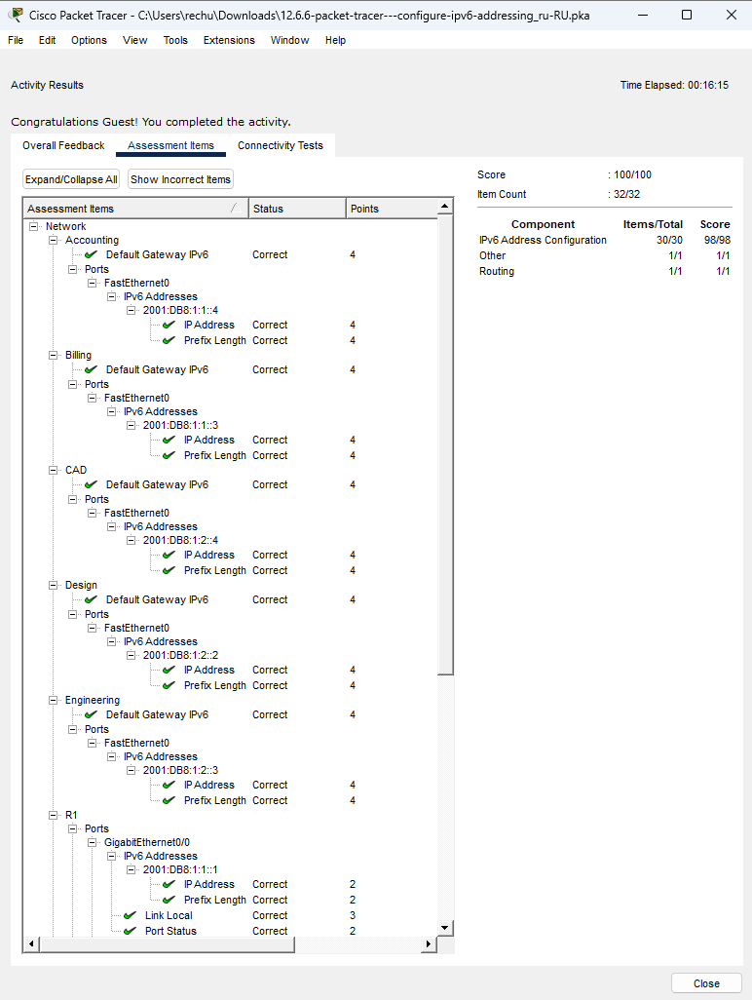 Cisco Packet Tracer - C:\Users\rechu\Downloads\12.6.6-packet-tracer---configure-ipv6-addressing_ru-RU.pka
File Edit Options View Tools Extensions Window Help
Activity Results
Time Elapsed: 00:16:15
Congratulations Guest! You completed the activity.
Overall Feedback Assessment Items Connectivity Tests
Expand/Collapse All Show Incorrect Items
Assessment Items Status Points
Network
Accounting
Default Gateway IPv6 Correct 4
Ports
FastEthernet0
IPv6 Addresses
2001:DB8:1:1::4
IP Address Correct 4
Prefix Length Correct 4
Billing
Default Gateway IPv6 Correct 4
Ports
FastEthernet0
IPv6 Addresses
2001:DB8:1:1::3
IP Address Correct 4
Prefix Length Correct 4
CAD
Default Gateway IPv6 Correct 4
Ports
FastEthernet0
IPv6 Addresses
2001:DB8:1:2::4
IP Address Correct 4
Prefix Length Correct 4
Design
Default Gateway IPv6 Correct 4
Ports
FastEthernet0
IPv6 Addresses
2001:DB8:1:2::2
IP Address Correct 4
Prefix Length Correct 4
Engineering
Default Gateway IPv6 Correct 4
Ports
FastEthernet0
IPv6 Addresses
2001:DB8:1:2::3
IP Address Correct 4
Prefix Length Correct 4
R1
Ports
GigabitEthernet0/0
IPv6 Addresses
2001:DB8:1:1::1
IP Address Correct 2
Prefix Length Correct 2
Link Local Correct 3
Port Status Correct 2
Score : 100/100
Item Count : 32/32
Component Items/Total Score
IPv6 Address Configuration 30/30 98/98
Other 1/1 1/1
Routing 1/1 1/1
Close